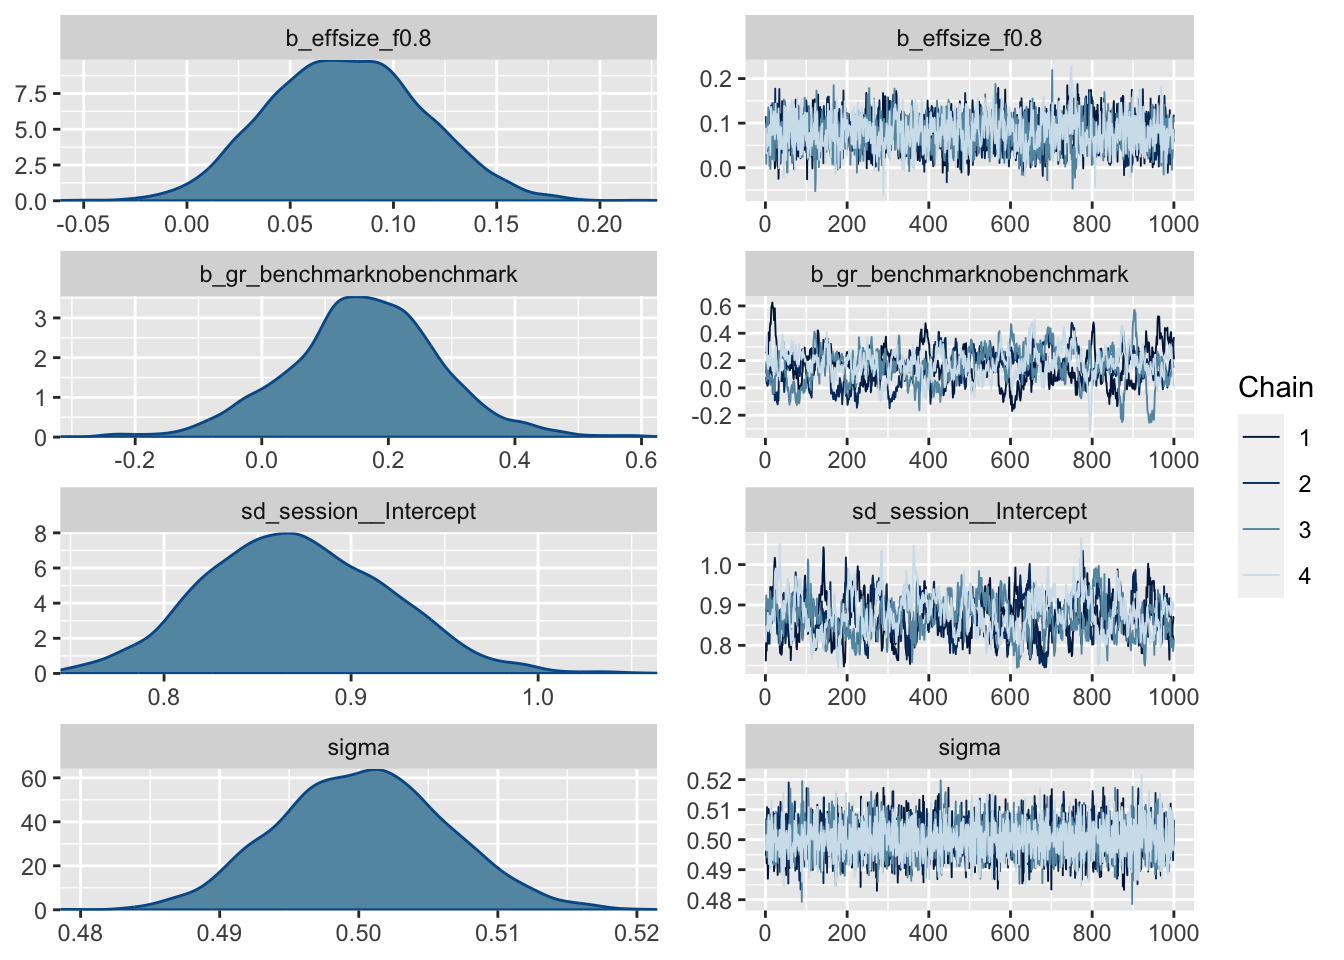 b_effsize_f0.8
7.5
5.0
2.5
0.0
-0.05 0.00 0.05 0.10 0.15 0.20
b_effsize_f0.8
0.2
0.1
0.0
0 200 400 600 800 1000
b_gr_benchmarknobenchmark
3
2
1
0
-0.2 0.0 0.2 0.4 0.6
b_gr_benchmarknobenchmark
0.6
0.4
0.2
0.0
-0.2
0 200 400 600 800 1000
sd_session__Intercept
8
6
4
2
0
0.8 0.9 1.0
sd_session__Intercept
1.0
0.9
0.8
0 200 400 600 800 1000
sigma
60
40
20
0
0.48 0.49 0.50 0.51 0.52
sigma
0.52
0.51
0.50
0.49
0.48
0 200 400 600 800 1000
Chain
1
2
3
4